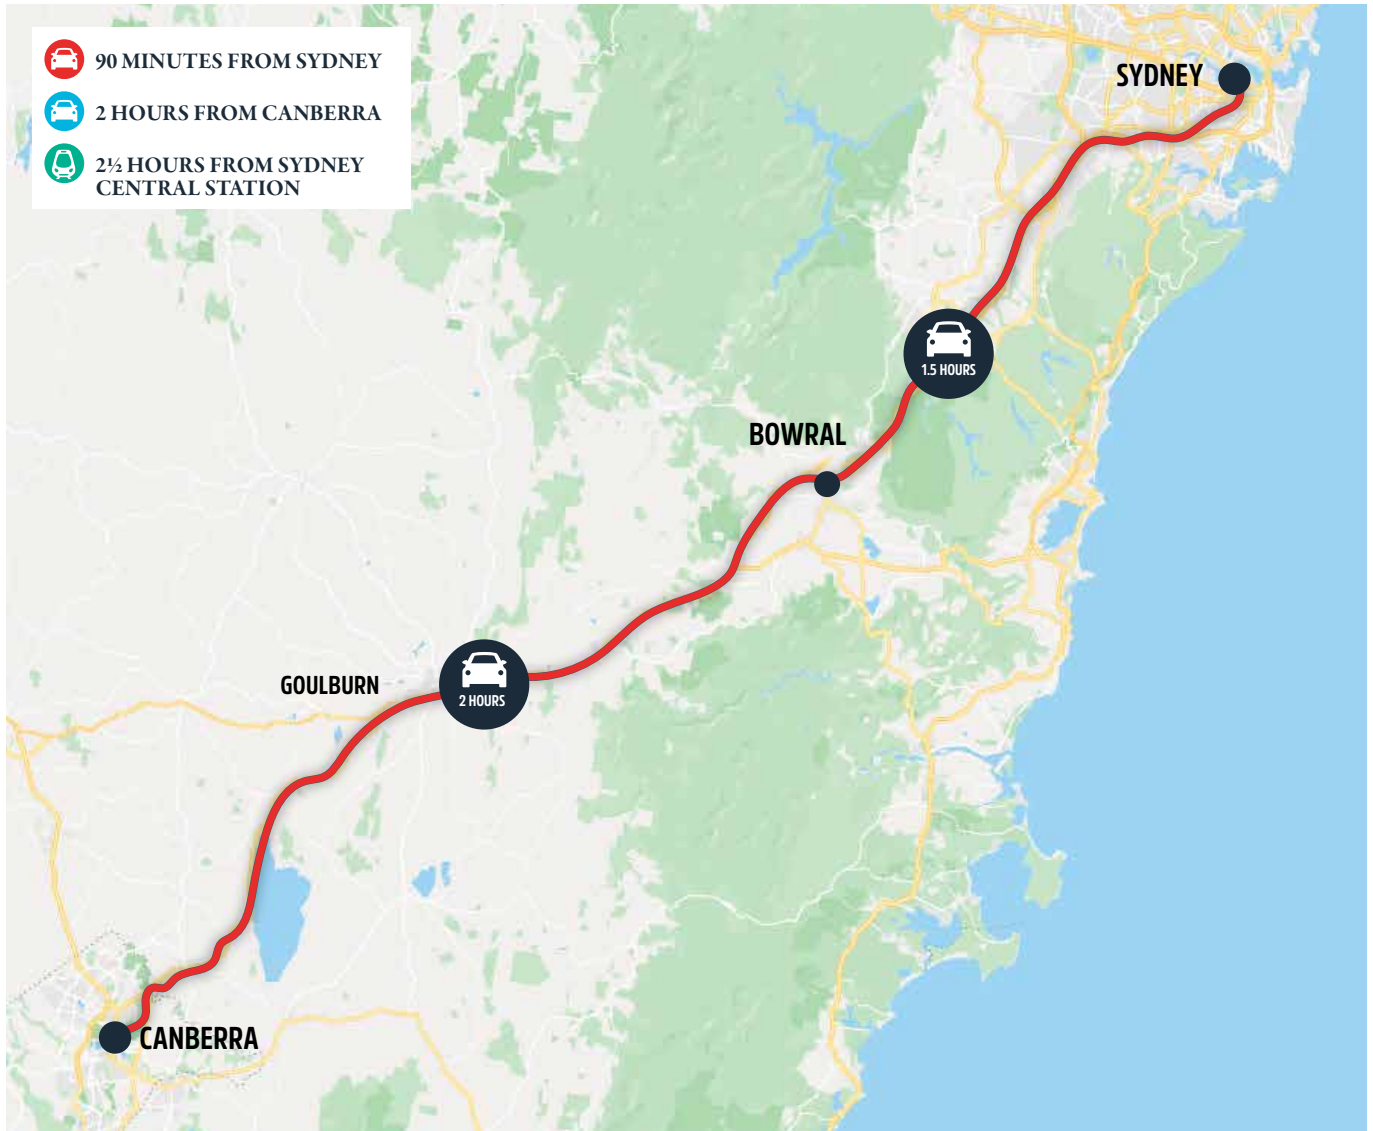 90 MINUTES FROM SYDNEY
2 HOURS FROM CANBERRA
2½ HOURS FROM SYDNEY
CENTRAL STATION
SYDNEY
1.5 HOURS
BOWRAL
GOULBURN
2 HOURS
CANBERRA